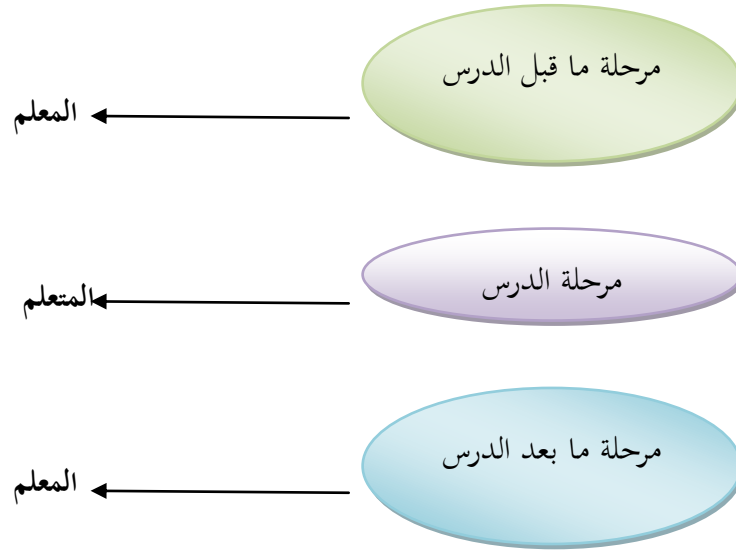 مرحلة ما قبل الدرس
المعلم
مرحلة الدرس
المتعلم
مرحلة ما بعد الدرس
المعلم